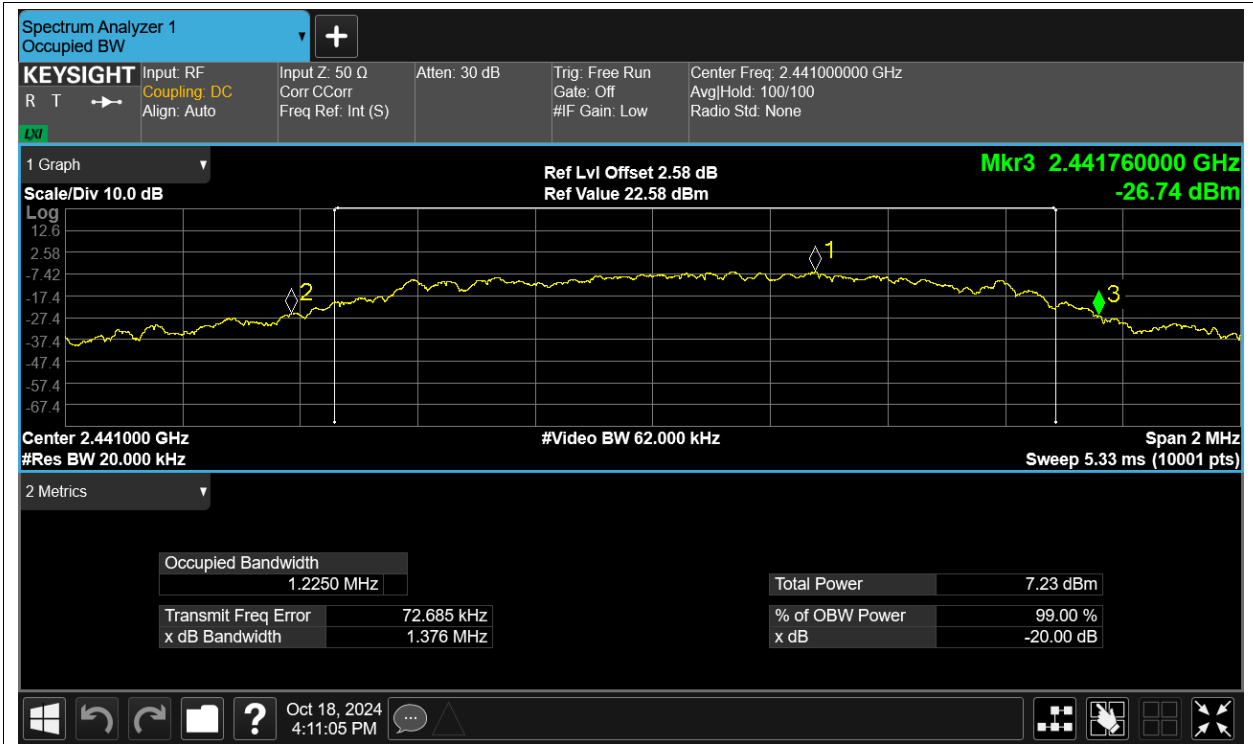 Spectrum Analyzer 1
Occupied BW
KEYSIGHT
R T
LXI
Input: RF
Coupling: DC
Align: Auto
Input Z: 50 Ω
Corr CCorr
Freq Ref: Int (S)
Atten: 30 dB
Trig: Free Run
Gate: Off
#IF Gain: Low
Center Freq: 2.441000000 GHz
Avg|Hold: 100/100
Radio Std: None
1 Graph
Scale/Div 10.0 dB
Ref Lvl Offset 2.58 dB
Ref Value 22.58 dBm
Mkr3 2.441760000 GHz
-26.74 dBm
Log
12.6
2.58
-7.42
-17.4
-27.4
-37.4
-47.4
-57.4
-67.4
1
2
3
Center 2.441000 GHz
#Res BW 20.000 kHz
#Video BW 62.000 kHz
Span 2 MHz
Sweep 5.33 ms (10001 pts)
2 Metrics
Occupied Bandwidth
1.2250 MHz
Transmit Freq Error 72.685 kHz
x dB Bandwidth 1.376 MHz
Total Power 7.23 dBm
% of OBW Power 99.00 %
x dB -20.00 dB
?
Oct 18, 2024
4:11:05 PM